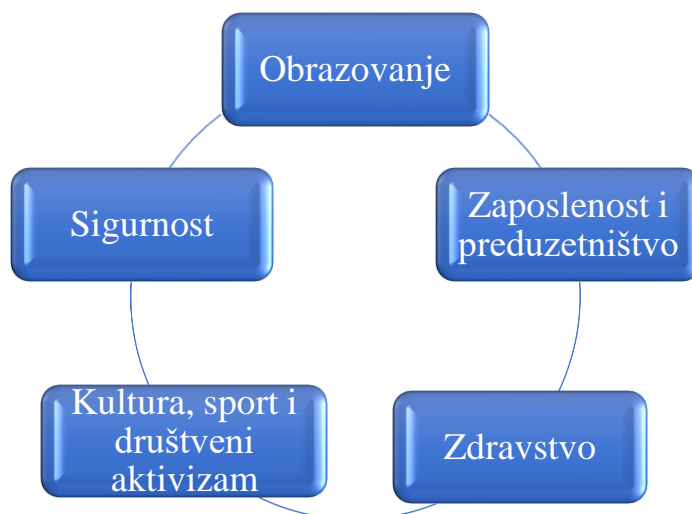 Obrazovanje
Zaposlenost i
preduzetništvo
Zdravstvo
Kultura, sport i
društveni
aktivizam
Sigurnost